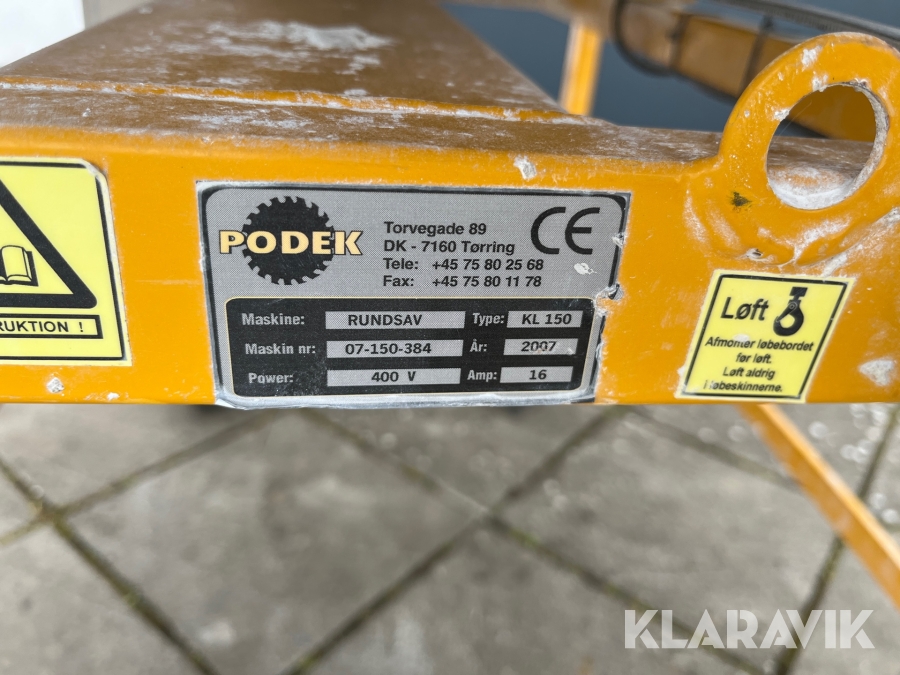 RUKTION !
PODEK
Torvegade 89
DK - 7160 Tørring
Tele: +45 75 80 25 68
Fax: +45 75 80 11 78
CE
Maskine: RUNDSAV Type: KL 150
Maskin nr: 07-150-384 År: 2007
Power: 400 V Amp: 16
Løft
Afmonter løbebordet
før løft.
Løft aldrig
i løbeskinnerne.
KLARAVIK